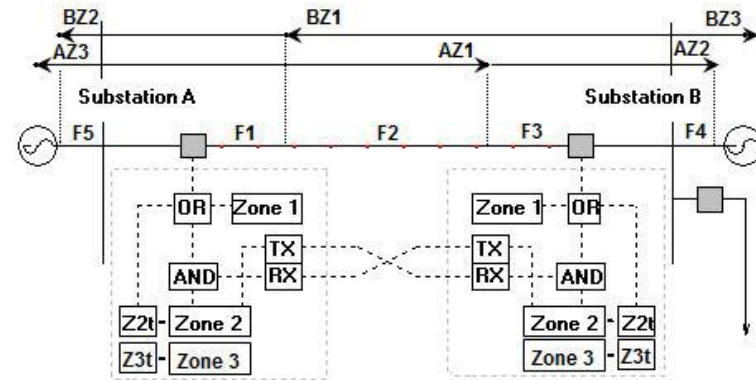 BZ2 BZ1 BZ3
AZ3 AZ1 AZ2
Substation A Substation B
F5 F1 F2 F3 F4
OR Zone 1 Zone 1 OR
TX TX
AND RX RX AND
Z2t Zone 2 Zone 2 Z2t
Z3t Zone 3 Zone 3 Z3t